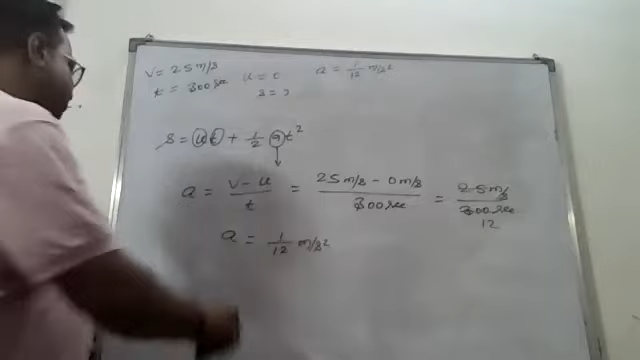 V = 25 m/s u = 0 a = 1/12 m/s²
t = 300 sec s = ?
s = ut + 1/2 at²
a = (v - u)/t = (25 m/s - 0 m/s)/300 sec = 25 m/s/300 sec
12
a = 1/12 m/s²